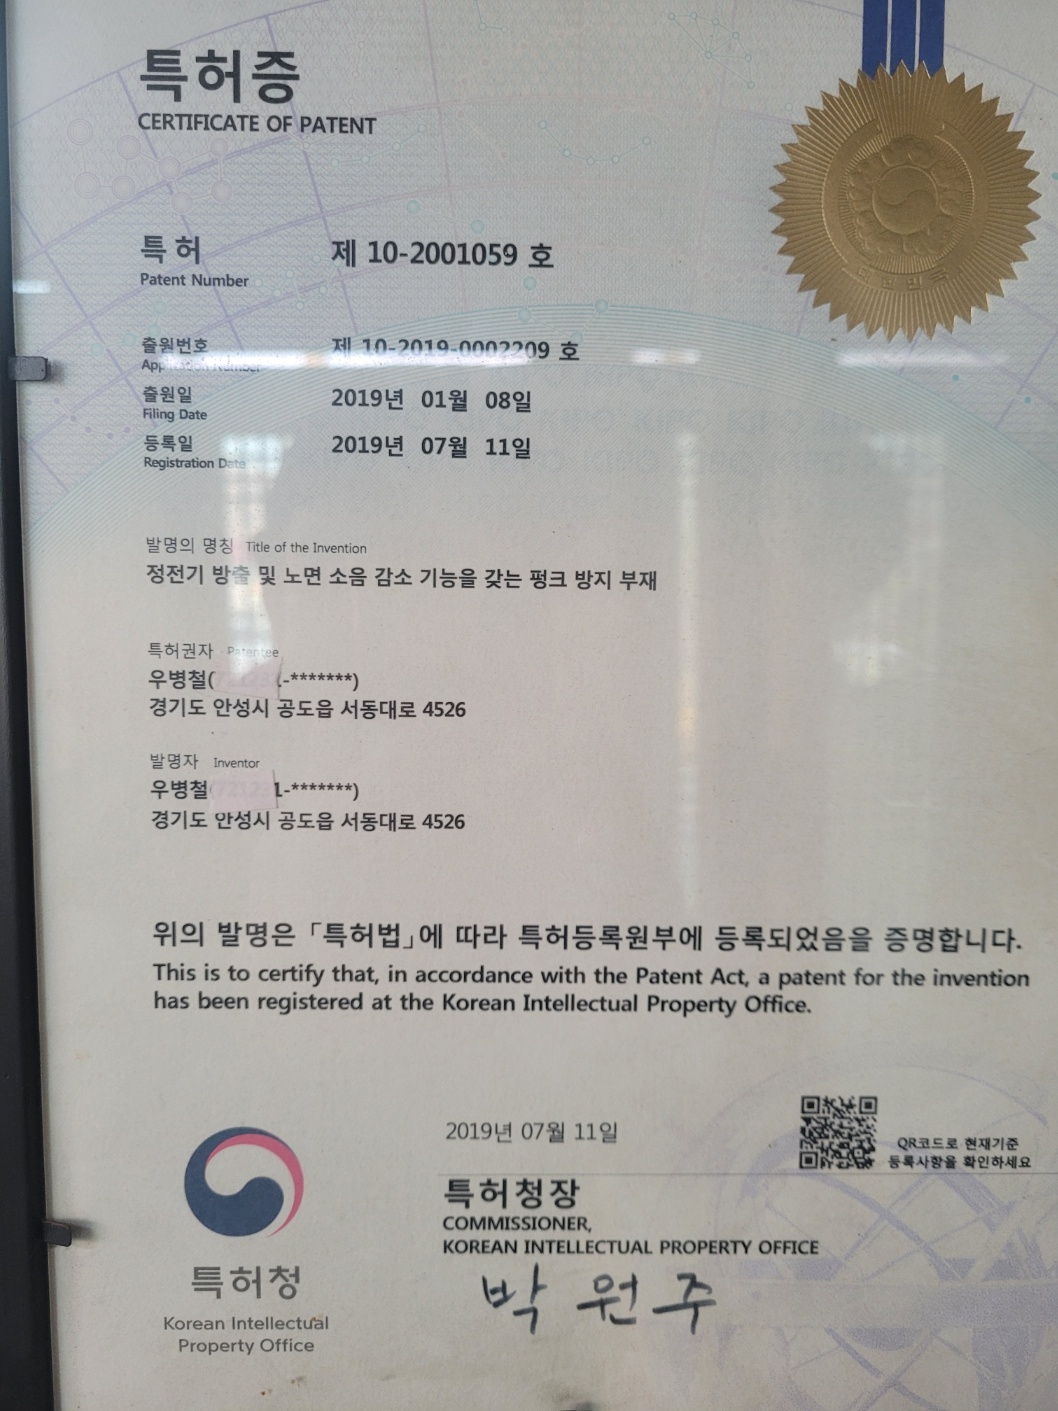 특허증
CERTIFICATE OF PATENT
특허 제 10-2001059 호
Patent Number
출원번호 제 10-2019-0002209 호
Application Number
출원일 2019년 01월 08일
Filing Date
등록일 2019년 07월 11일
Registration Date
발명의 명칭 Title of the Invention
정전기 방출 및 노면 소음 감소 기능을 갖는 펑크 방지 부재
특허권자 Patentee
우병철( -*******)
경기도 안성시 공도읍 서동대로 4526
발명자 Inventor
우병철( 1-*******)
경기도 안성시 공도읍 서동대로 4526
위의 발명은 「특허법」에 따라 특허등록원부에 등록되었음을 증명합니다.
This is to certify that, in accordance with the Patent Act, a patent for the invention
has been registered at the Korean Intellectual Property Office.
2019년 07월 11일
QR코드로 현재기준
등록사항을 확인하세요
특허청장
COMMISSIONER,
KOREAN INTELLECTUAL PROPERTY OFFICE
박원주
특허청
Korean Intellectual
Property Office